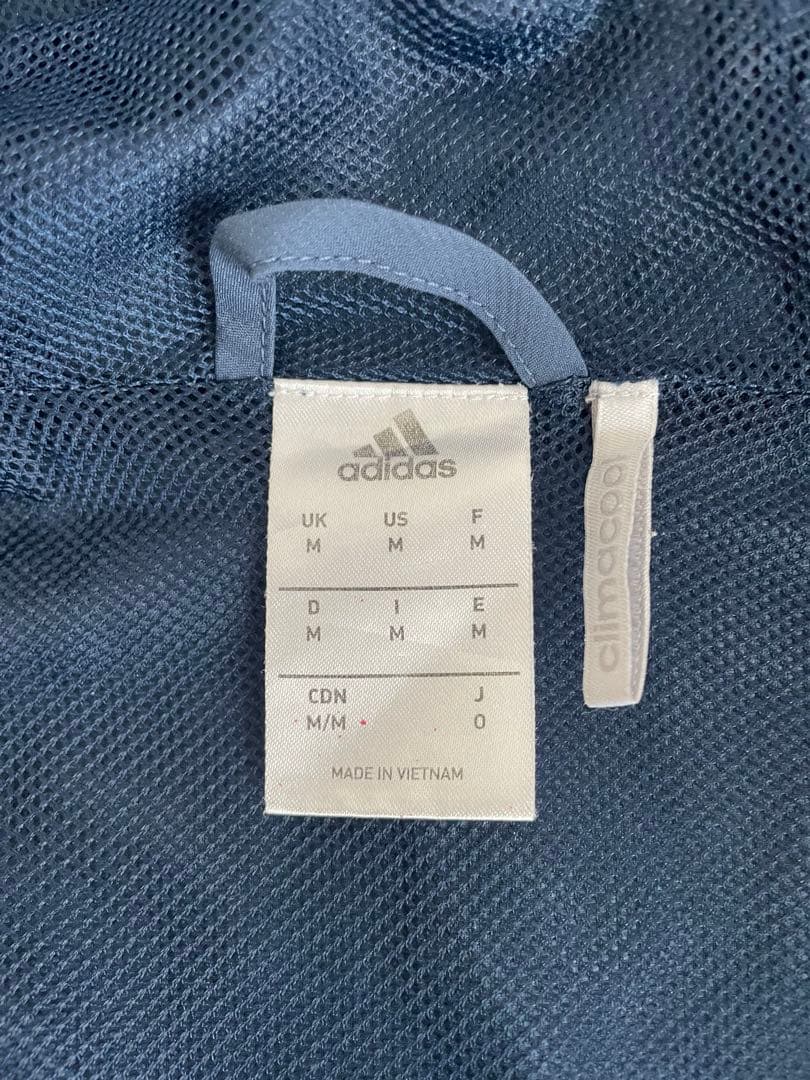 adidas
UK US F
M M M
D I E
M M M
CDN J
M/M O
MADE IN VIETNAM
climacool